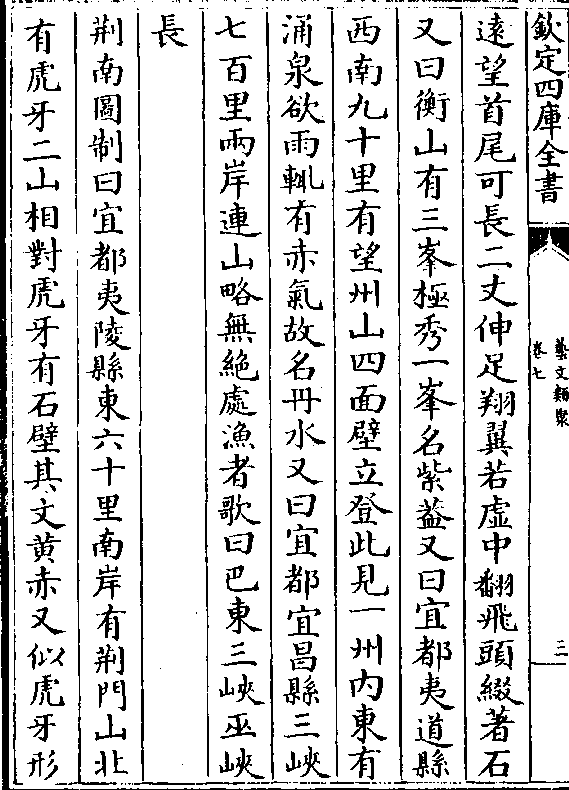 欽定四庫全書
藝文類聚
卷七
三
遠望首尾可長二丈伸足翔翼若虛中翻飛頭綴著石
又曰衡山有三峯極秀一峯名紫葢又曰宜都夷道縣
西南九十里有望州山四面壁立登此見一州内東有
涌泉欲雨輒有赤氣故名丹水又曰宜都宜昌縣三峽
七百里兩岸連山略無絶處漁者歌曰巴東三峽巫峽
長
荆南圖制曰宜都夷陵縣東六十里南岸有荆門山北
有虎牙二山相對虎牙有石壁其文黄赤又似虎牙形